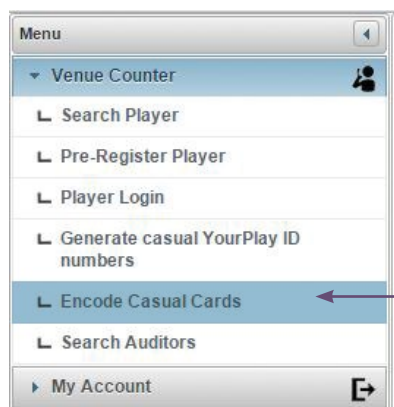 Menu
Venue Counter
Search Player
Pre-Register Player
Player Login
Generate casual YourPlay ID
numbers
Encode Casual Cards
Search Auditors
My Account